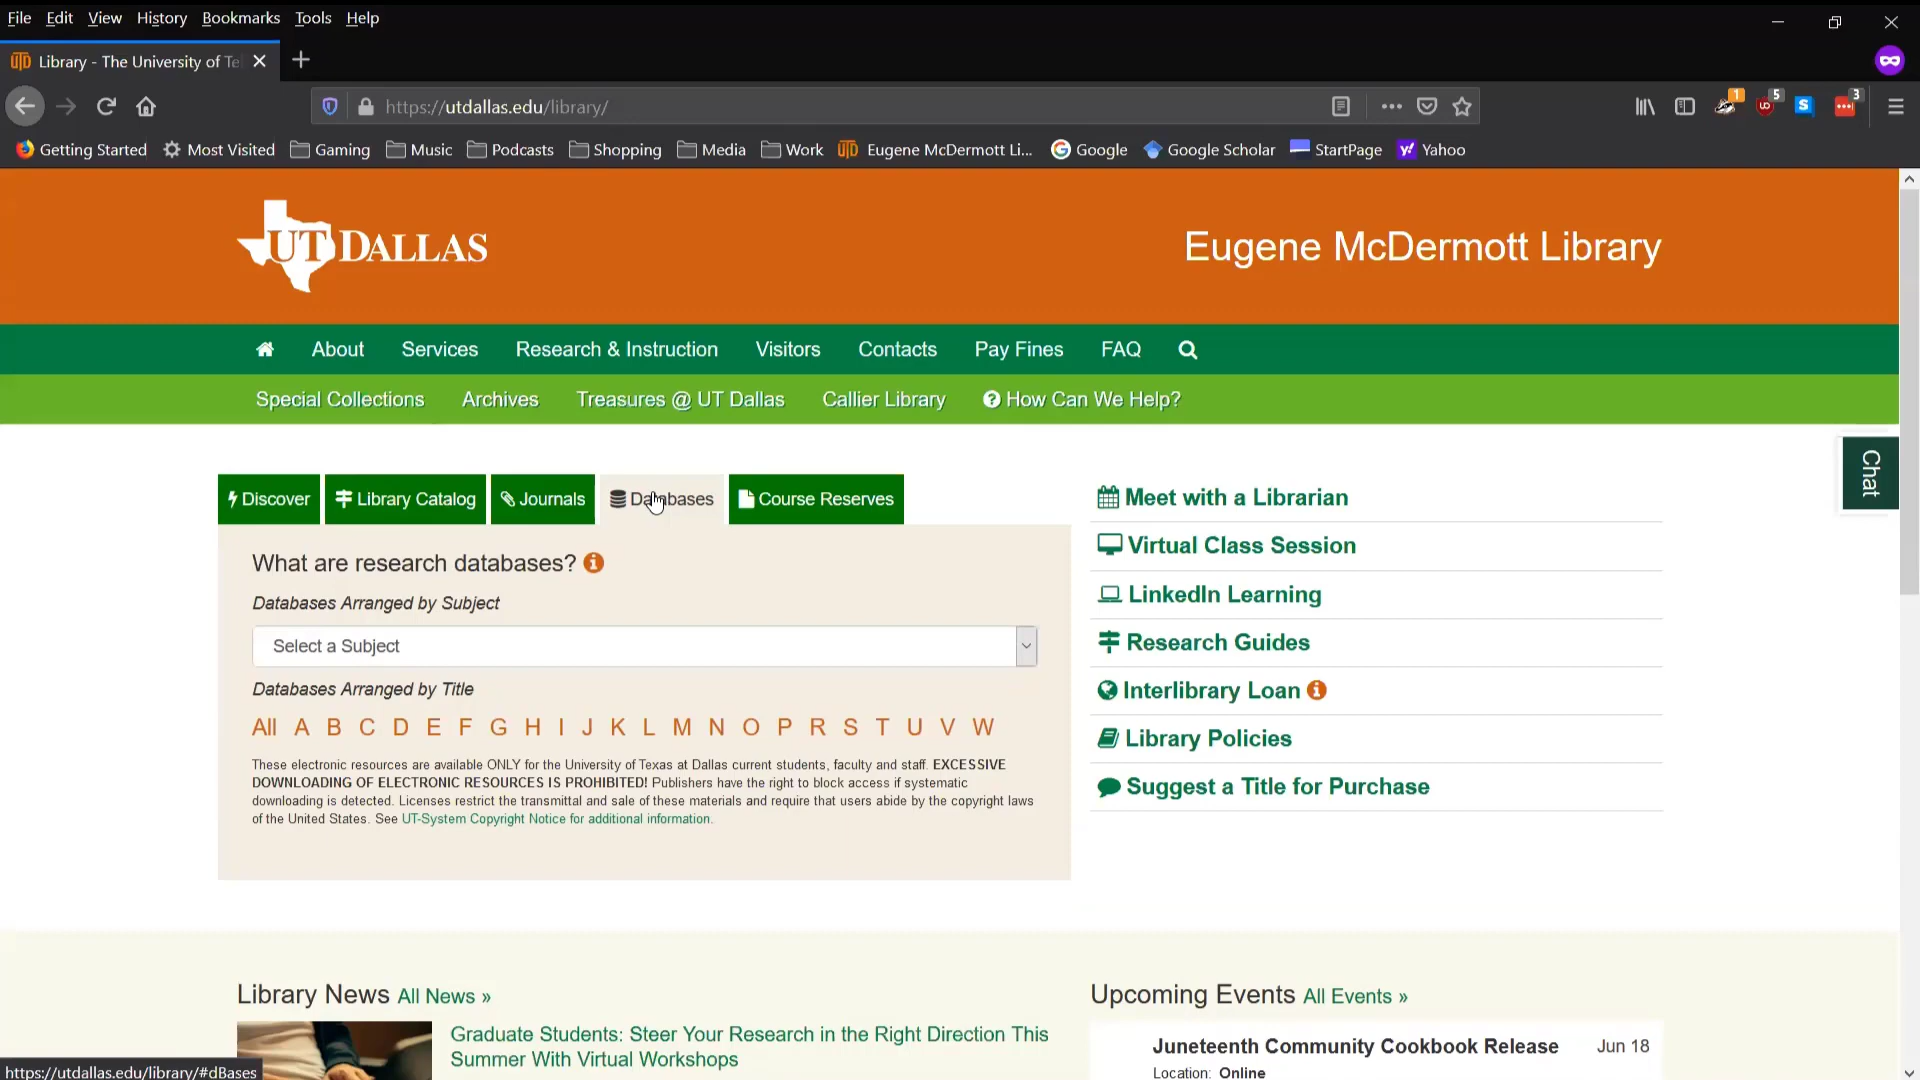 File Edit View History Bookmarks Tools Help
Library - The University of Te
https://utdallas.edu/library/
1 5 3
Getting Started Most Visited Gaming Music Podcasts Shopping Media Work Eugene McDermott Li... Google Google Scholar StartPage Yahoo
UT DALLAS
Eugene McDermott Library
About Services Research & Instruction Visitors Contacts Pay Fines FAQ
Special Collections Archives Treasures @ UT Dallas Callier Library How Can We Help?
Chat
Discover Library Catalog Journals Databases Course Reserves
What are research databases?
Databases Arranged by Subject
Select a Subject
Databases Arranged by Title
All A B C D E F G H I J K L M N O P R S T U V W
These electronic resources are available ONLY for the University of Texas at Dallas current students, faculty and staff. EXCESSIVE
DOWNLOADING OF ELECTRONIC RESOURCES IS PROHIBITED! Publishers have the right to block access if systematic
downloading is detected. Licenses restrict the transmittal and sale of these materials and require that users abide by the copyright laws
of the United States. See UT-System Copyright Notice for additional information.
Meet with a Librarian
Virtual Class Session
LinkedIn Learning
Research Guides
Interlibrary Loan
Library Policies
Suggest a Title for Purchase
Library News All News »
Graduate Students: Steer Your Research in the Right Direction This
Summer With Virtual Workshops
Upcoming Events All Events »
Juneteenth Community Cookbook Release Jun 18
Location: Online
https://utdallas.edu/library/#dBases